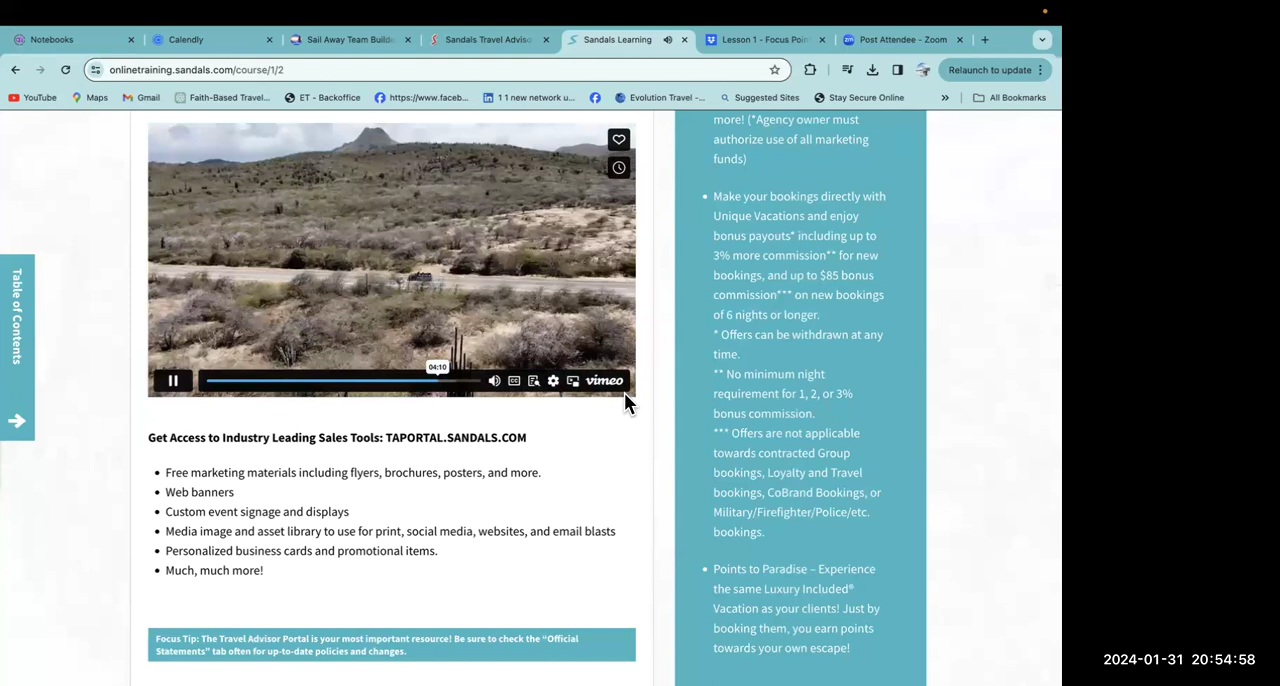 Notebooks
Calendly
Sail Away Team Builde
Sandals Travel Adviso
Sandals Learning
Lesson 1 - Focus Poin
Post Attendee - Zoom
onlinetraining.sandals.com/course/1/2
Relaunch to update
YouTube
Maps
Gmail
Faith-Based Travel...
ET - Backoffice
https://www.faceb...
1 1 new network u...
Evolution Travel -...
Suggested Sites
Stay Secure Online
»
All Bookmarks
Table of Contents
04:10
CC
vimeo
Get Access to Industry Leading Sales Tools: TAPORTAL.SANDALS.COM
• Free marketing materials including flyers, brochures, posters, and more.
• Web banners
• Custom event signage and displays
• Media image and asset library to use for print, social media, websites, and email blasts
• Personalized business cards and promotional items.
• Much, much more!
Focus Tip: The Travel Advisor Portal is your most important resource! Be sure to check the “Official
Statements” tab often for up-to-date policies and changes.
more! (*Agency owner must
authorize use of all marketing
funds)
• Make your bookings directly with
Unique Vacations and enjoy
bonus payouts* including up to
3% more commission** for new
bookings, and up to $85 bonus
commission*** on new bookings
of 6 nights or longer.
* Offers can be withdrawn at any
time.
** No minimum night
requirement for 1, 2, or 3%
bonus commission.
*** Offers are not applicable
towards contracted Group
bookings, Loyalty and Travel
bookings, CoBrand Bookings, or
Military/Firefighter/Police/etc.
bookings.
• Points to Paradise – Experience
the same Luxury Included®
Vacation as your clients! Just by
booking them, you earn points
towards your own escape!
2024-01-31 20:54:58